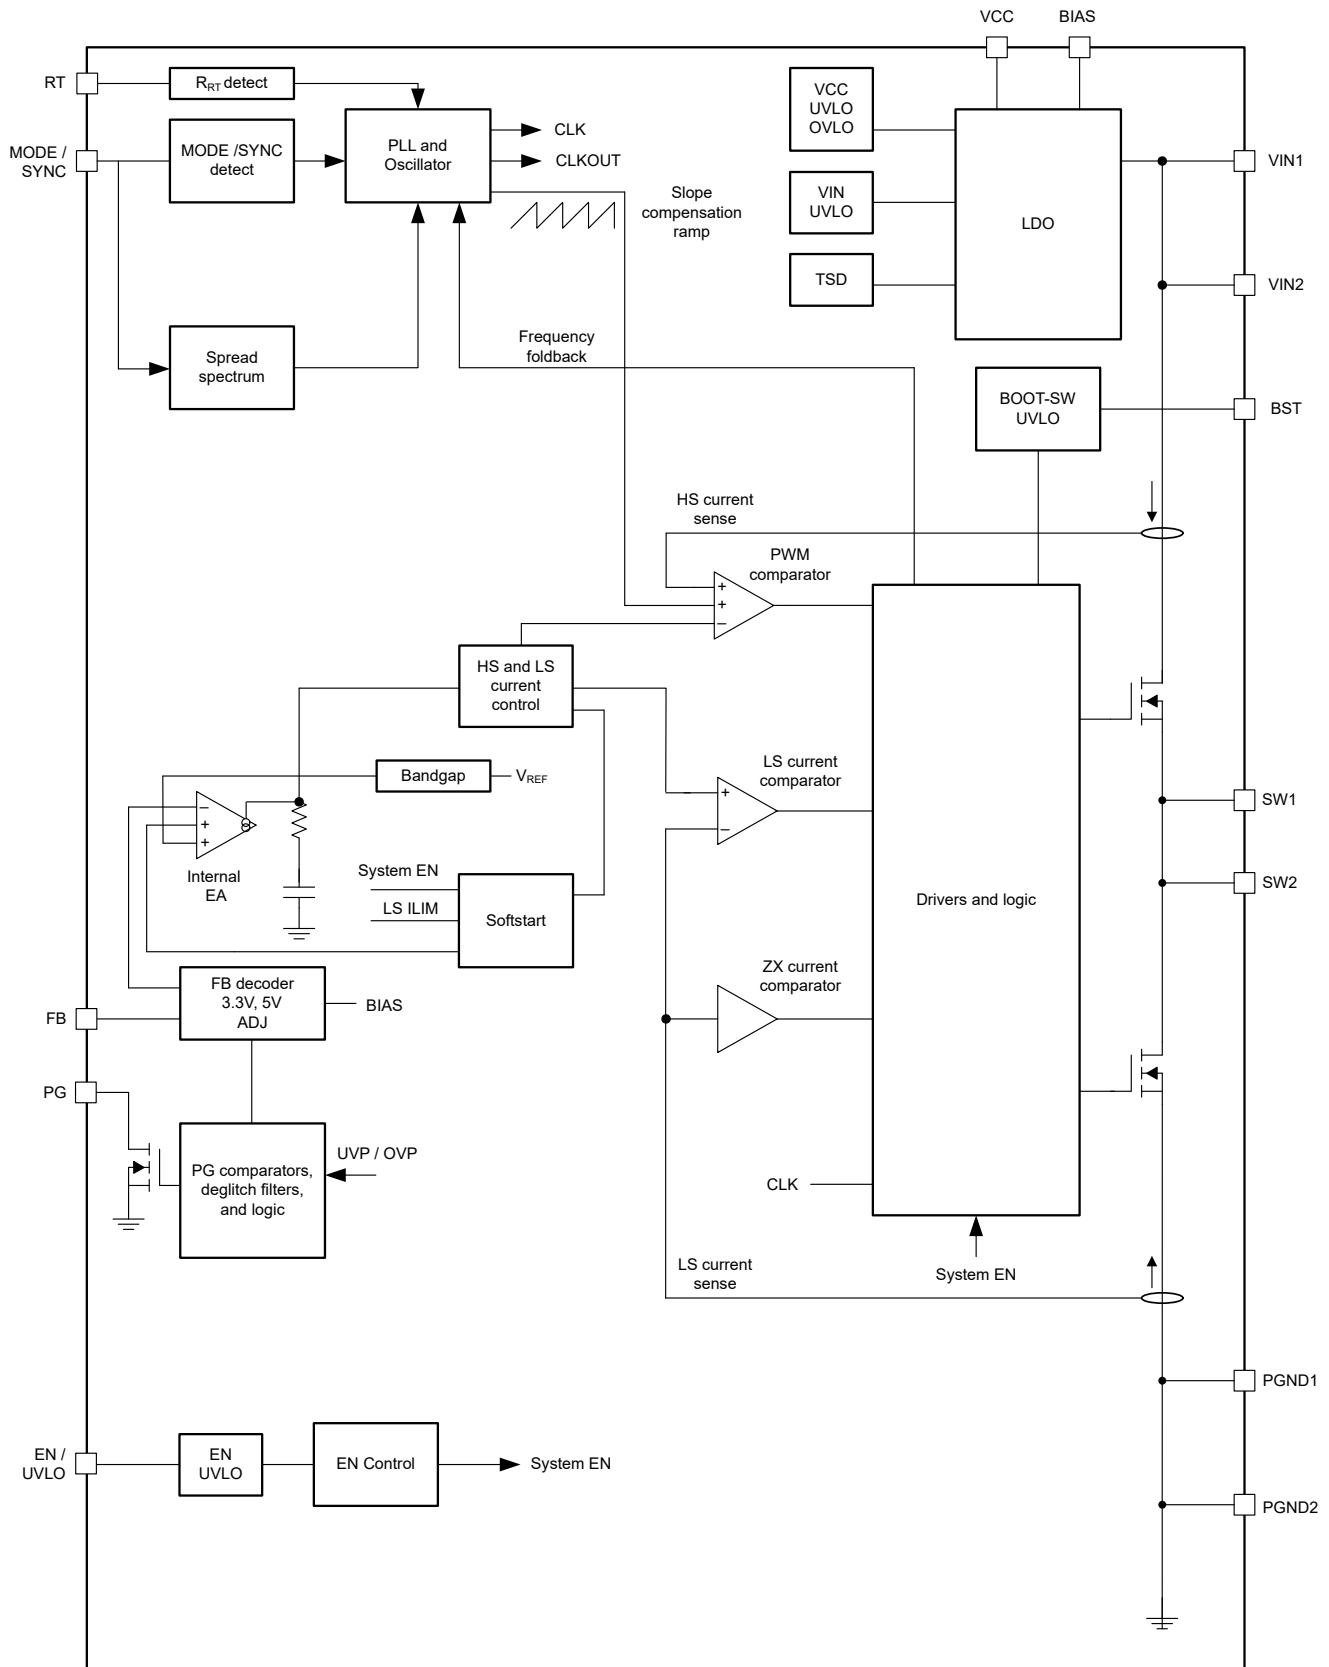 VCC
BIAS
RT
R_RT detect
MODE /
SYNC
MODE /SYNC
detect
PLL and
Oscillator
CLK
CLKOUT
Slope
compensation
ramp
VCC
UVLO
OVLO
VIN
UVLO
TSD
LDO
VIN1
VIN2
Spread
spectrum
Frequency
foldback
BOOT-SW
UVLO
BST
HS current
sense
PWM
comparator
+
+
–
HS and LS
current
control
Bandgap
V_REF
LS current
comparator
+
–
–
+
+
Internal
EA
System EN
LS ILIM
Softstart
Drivers and logic
SW1
SW2
FB decoder
3.3V, 5V
ADJ
BIAS
FB
ZX current
comparator
PG
PG comparators,
deglitch filters,
and logic
UVP / OVP
CLK
LS current
sense
System EN
PGND1
EN /
UVLO
EN
UVLO
EN Control
System EN
PGND2